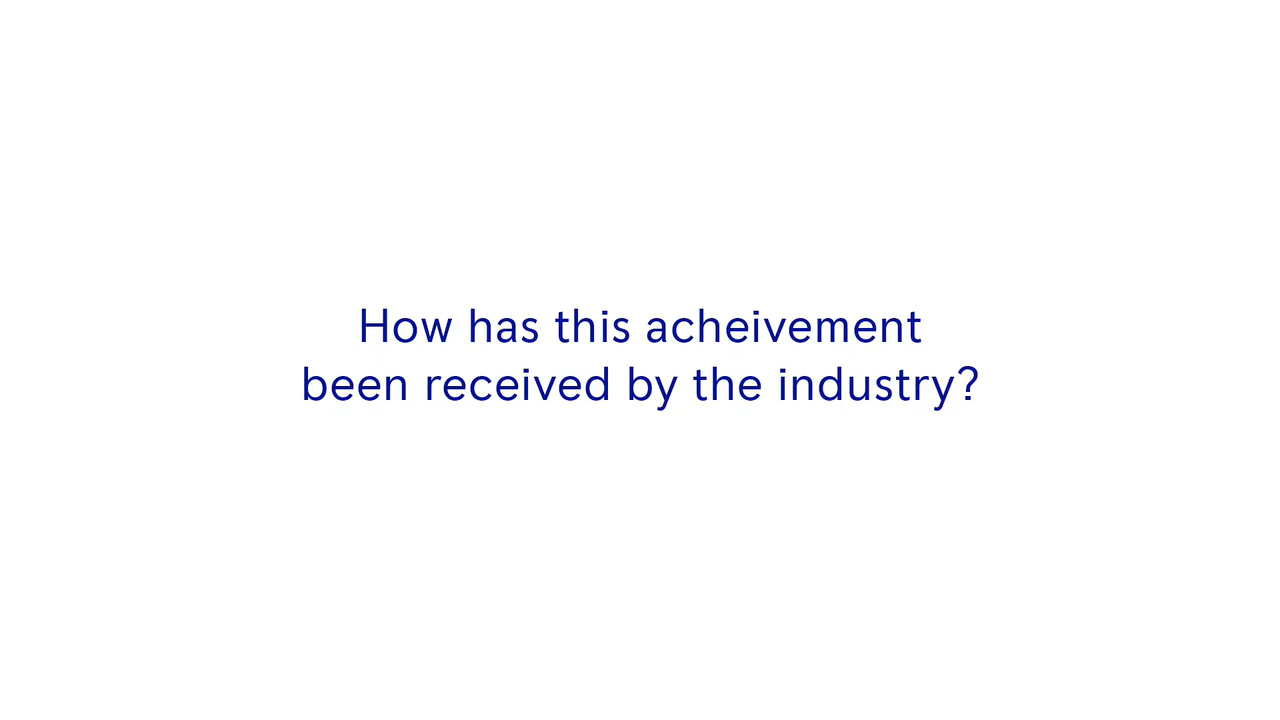 How has this acheivement
been received by the industry?